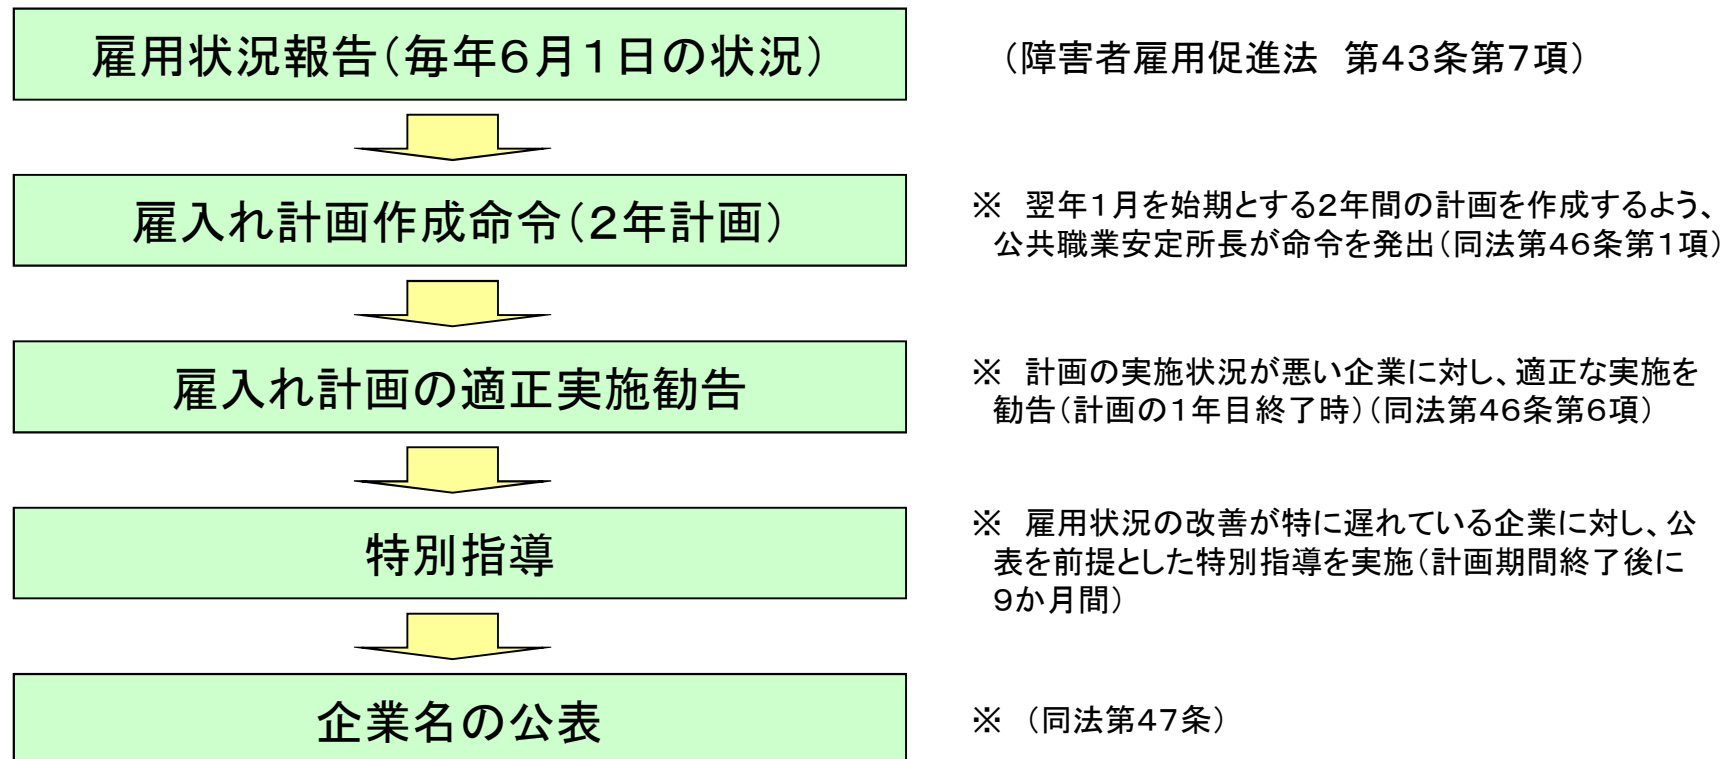 雇用状況報告（毎年６月１日の状況）
（障害者雇用促進法　第４３条第７項）
雇入れ計画作成命令（２年計画）
※　翌年１月を始期とする２年間の計画を作成するよう、
公共職業安定所長が命令を発出（同法第４６条第１項）
雇入れ計画の適正実施勧告
※　計画の実施状況が悪い企業に対し、適正な実施を
勧告（計画の１年目終了時）（同法第４６条第６項）
特別指導
※　雇用状況の改善が特に遅れている企業に対し、公
表を前提とした特別指導を実施（計画期間終了後に
９か月間）
企業名の公表
※　（同法第４７条）